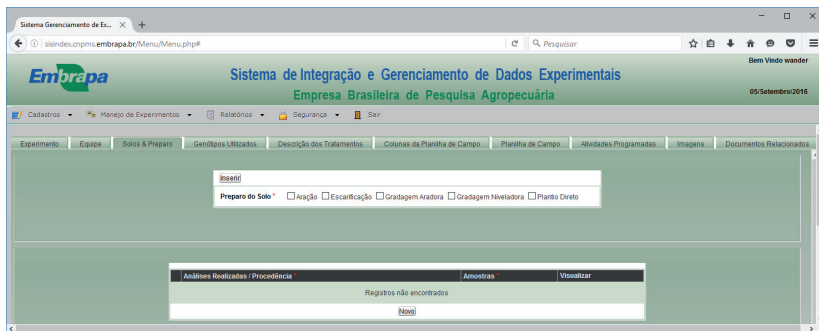 Sistema Gerenciamento de Ex...
sisindex.cnpms.embrapa.br/Menu/Menu.php#
Pesquisar
Embrapa
Sistema de Integração e Gerenciamento de Dados Experimentais
Empresa Brasileira de Pesquisa Agropecuária
Bem Vindo wander
05/Setembro/2016
Cadastros Manejo de Experimentos Relatórios Segurança Sair
Experimento Equipe Solos & Preparo Genótipos Utilizados Descrição dos Tratamentos Colunas da Planilha de Campo Planilha de Campo Atividades Programadas Imagens Documentos Relacionados
Inserir
Preparo do Solo * Aração Escarificação Gradagem Aradora Gradagem Niveladora Plantio Direto
Análises Realizadas / Procedência * Amostras * Visualizar
Registros não encontrados
Novo